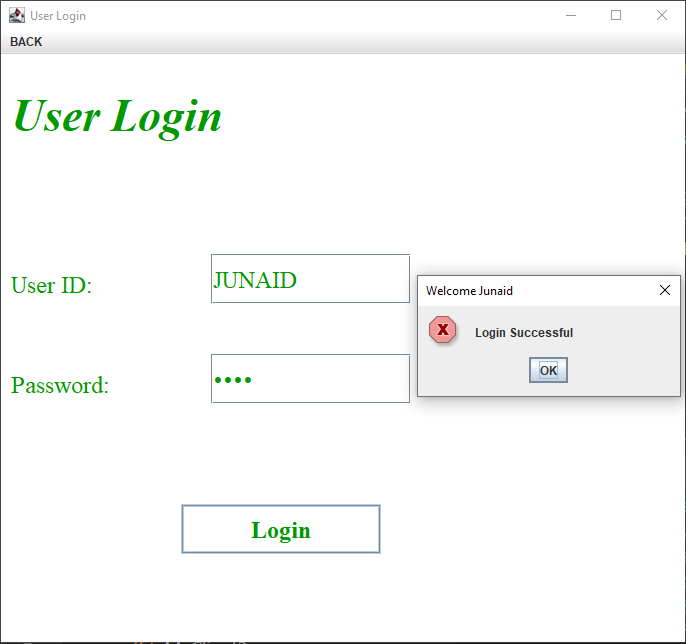 User Login
BACK
User Login
User ID:
JUNAID
Welcome Junaid
Login Successful
OK
Password:
Login